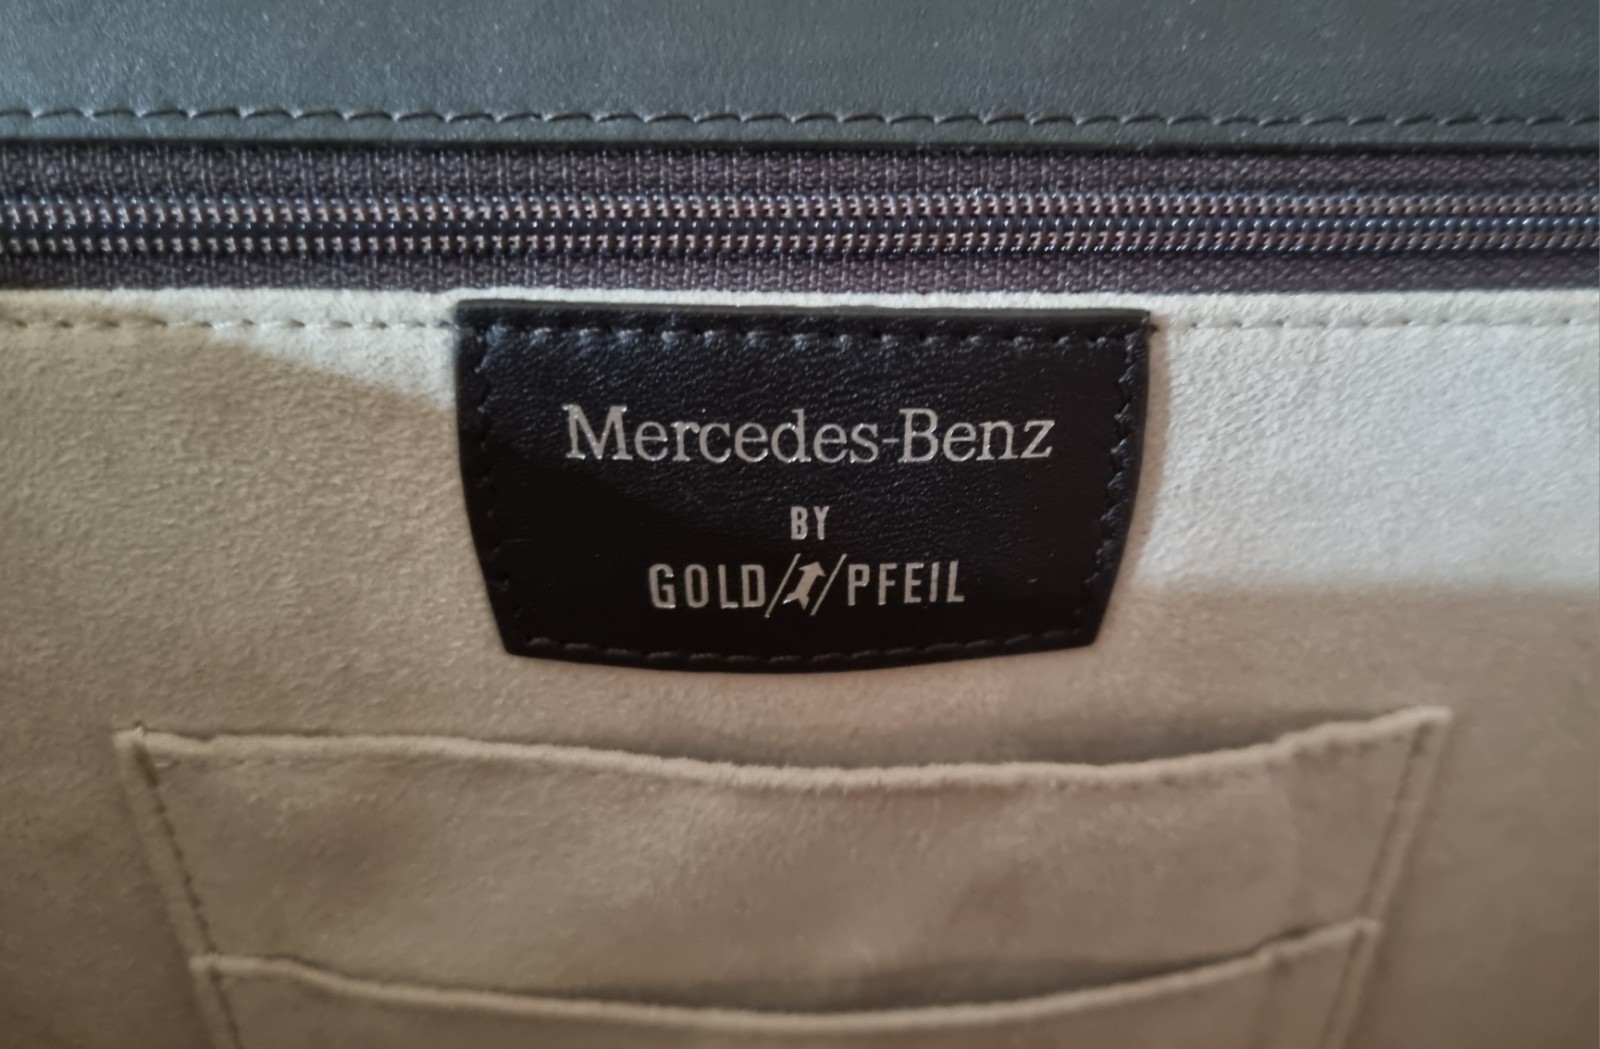 Mercedes-Benz
BY
GOLD/ /PFEIL